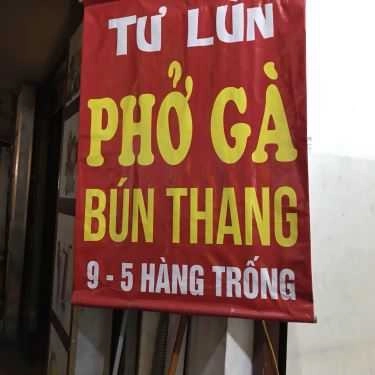 TƯ LÙN
PHỞ GÀ
BÚN THANG
9 - 5 HÀNG TRỐNG